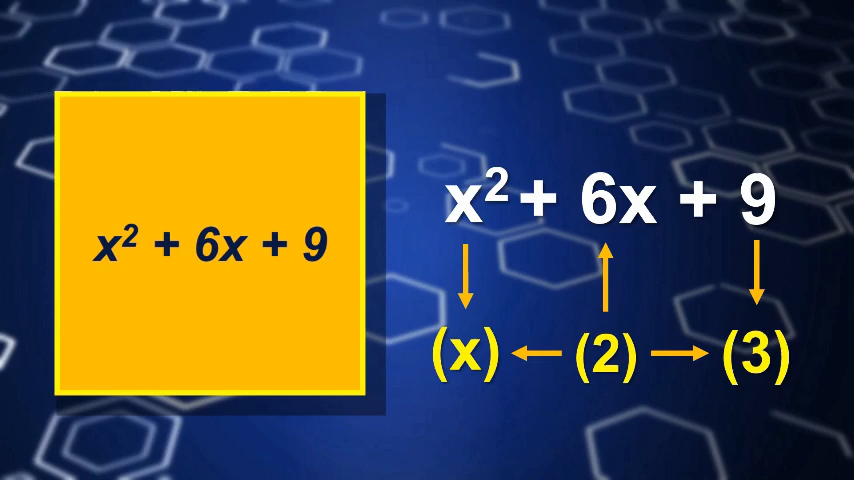 x² + 6x + 9
x² + 6x + 9
(x) ← (2) → (3)